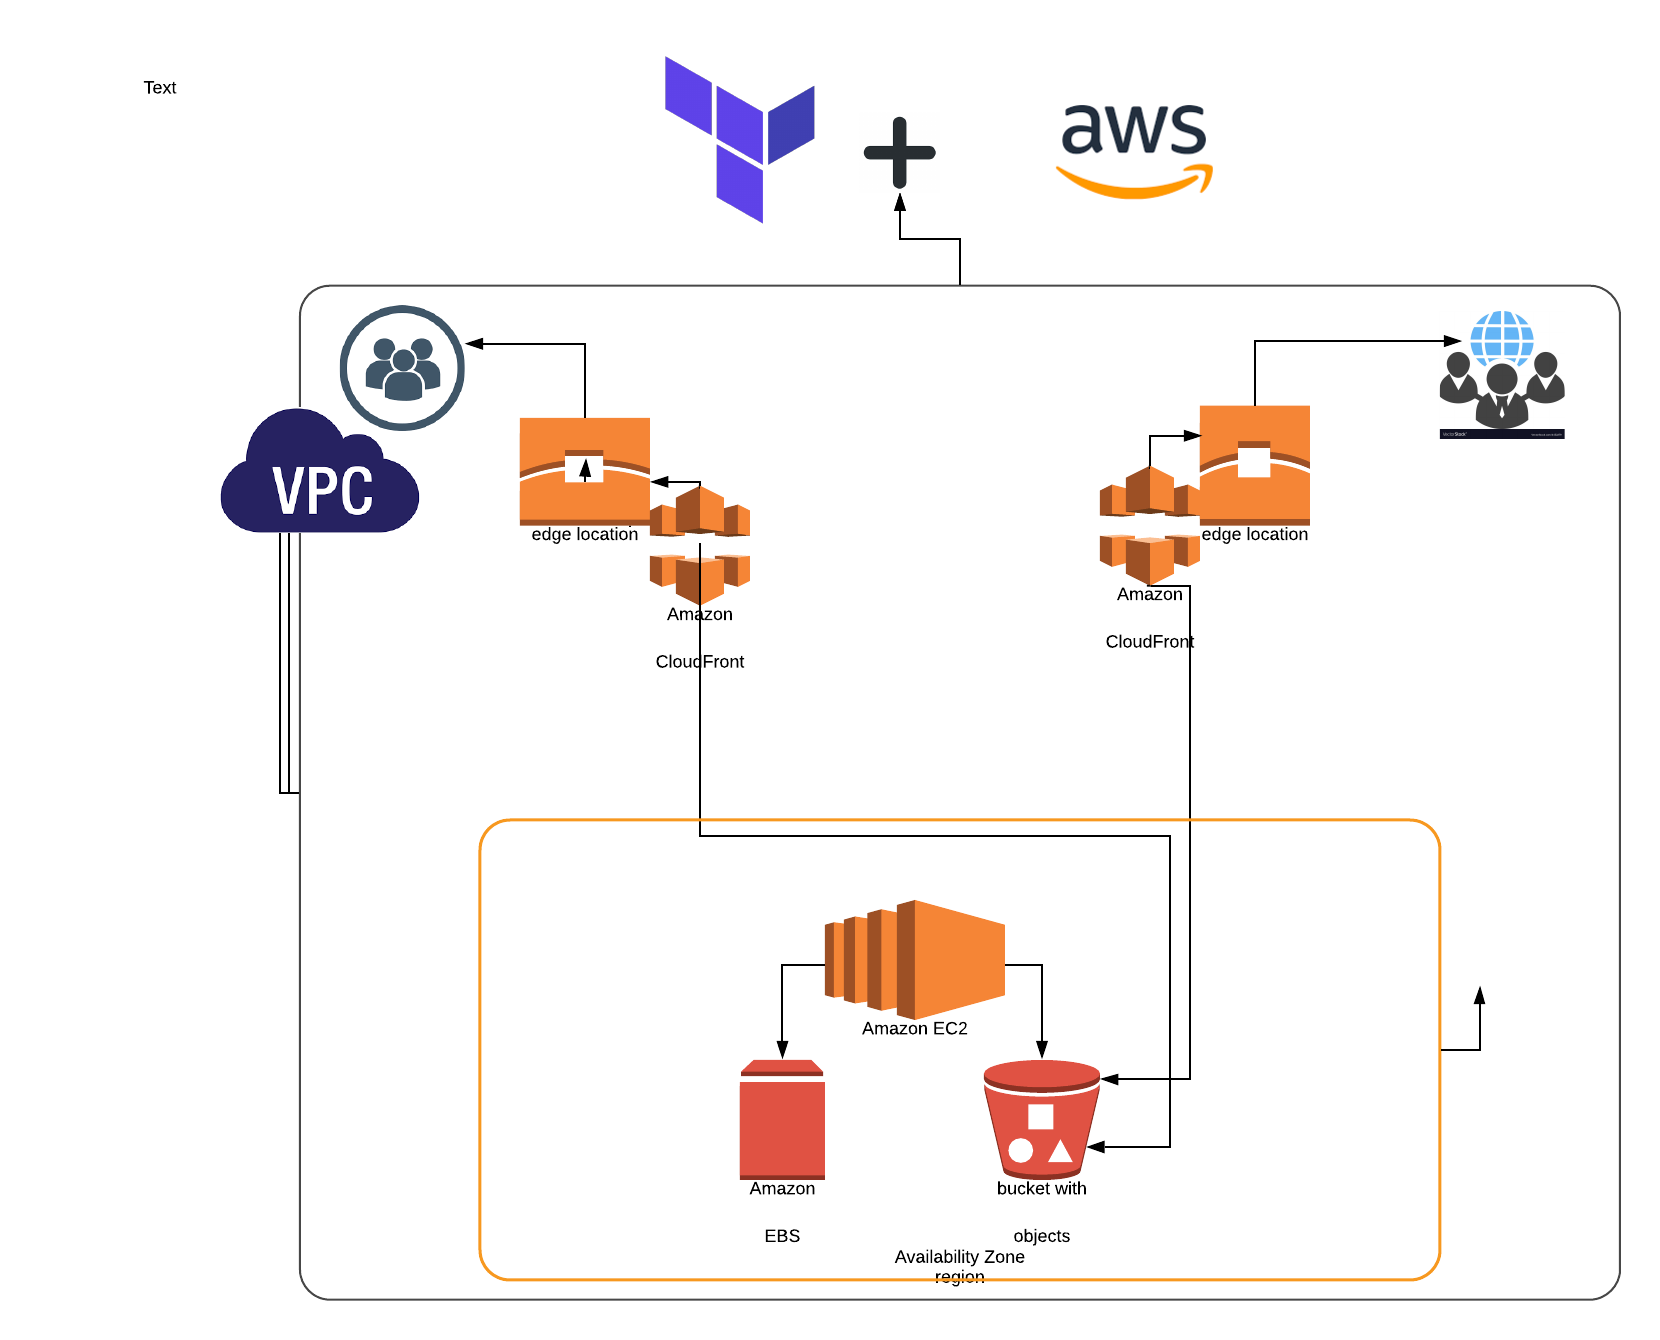 Text
aws
VPC
edge location
edge location
Amazon
CloudFront
Amazon
CloudFront
Amazon EC2
Amazon
EBS
bucket with
objects
Availability Zone
region